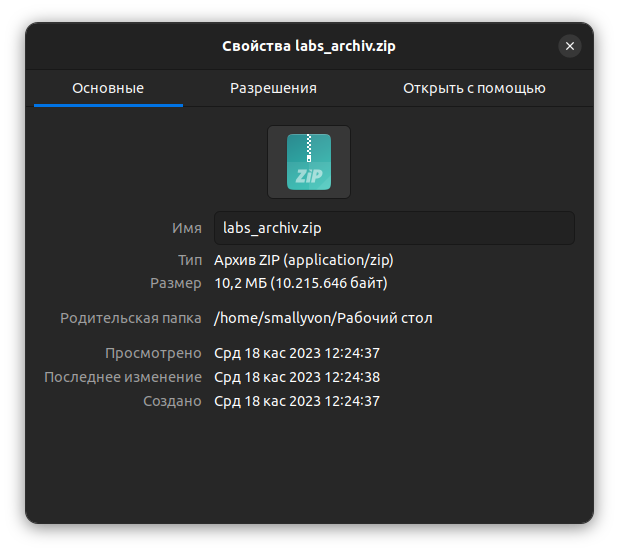 Свойства labs_archiv.zip
Основные Разрешения Открыть с помощью
ZiP
Имя labs_archiv.zip
Тип Архив ZIP (application/zip)
Размер 10,2 МБ (10.215.646 байт)
Родительская папка /home/smallyvon/Рабочий стол
Просмотрено Срд 18 кас 2023 12:24:37
Последнее изменение Срд 18 кас 2023 12:24:38
Создано Срд 18 кас 2023 12:24:37